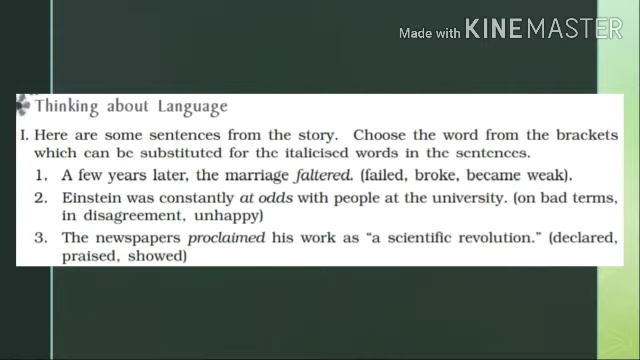 Made with KINEMASTER
Thinking about Language
I. Here are some sentences from the story. Choose the word from the brackets
which can be substituted for the italicised words in the sentences.
1. A few years later, the marriage faltered. (failed, broke, became weak).
2. Einstein was constantly at odds with people at the university. (on bad terms,
in disagreement, unhappy)
3. The newspapers proclaimed his work as “a scientific revolution.” (declared,
praised, showed)